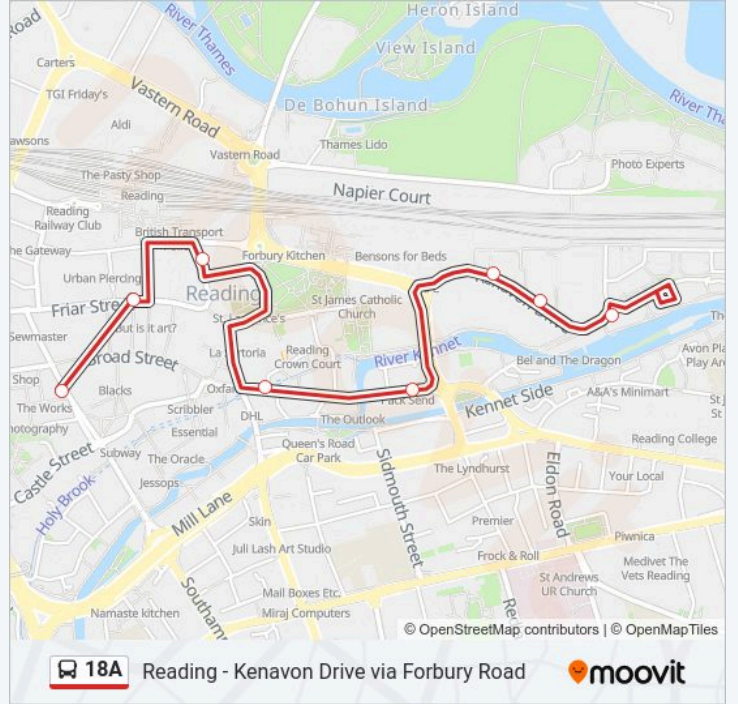 Heron Island
River Thames
View Island
Road
Carters
TGI Friday's
Vastern Road
De Bohun Island
Aldi
Thames Lido
Vastern Road
Photo Experts
The Pasty Shop
Reading
Napier Court
Reading
Railway Club
British Transport
he Gateway
Forbury Kitchen
Bensons for Beds
Urban Piercing
Reading
St James Catholic
Church
Friar Stre
But is it art?
Sewmaster
Broad Street
La
Reading
Crown Court
River Kennet
Bel and The Dragon
Avon Pla
Play Are
Shop
The Works
Blacks
Oxfa
Pack Send
A&A's Minimart
Kennet Side
hotography
Scribbler
DHL
The Outlook
Essential
Subway
The Oracle
Queen's Road
Car Park
Reading College
Castle Street
Jessops
The Lyndhurst
Sidmouth Street
Eldon Road
Your Local
Holy Brook
Mill Lane
Skin
Premier
Piwnica
Juli Lash Art Studio
Frock & Roll
Medivet The
Vets Reading
St Andrews
UR Church
Southam
Mail Boxes Etc.
Namaste kitchen
Miraj Computers
© OpenStreetMap contributors | © OpenMapTiles
18A
Reading - Kenavon Drive via Forbury Road
moovit